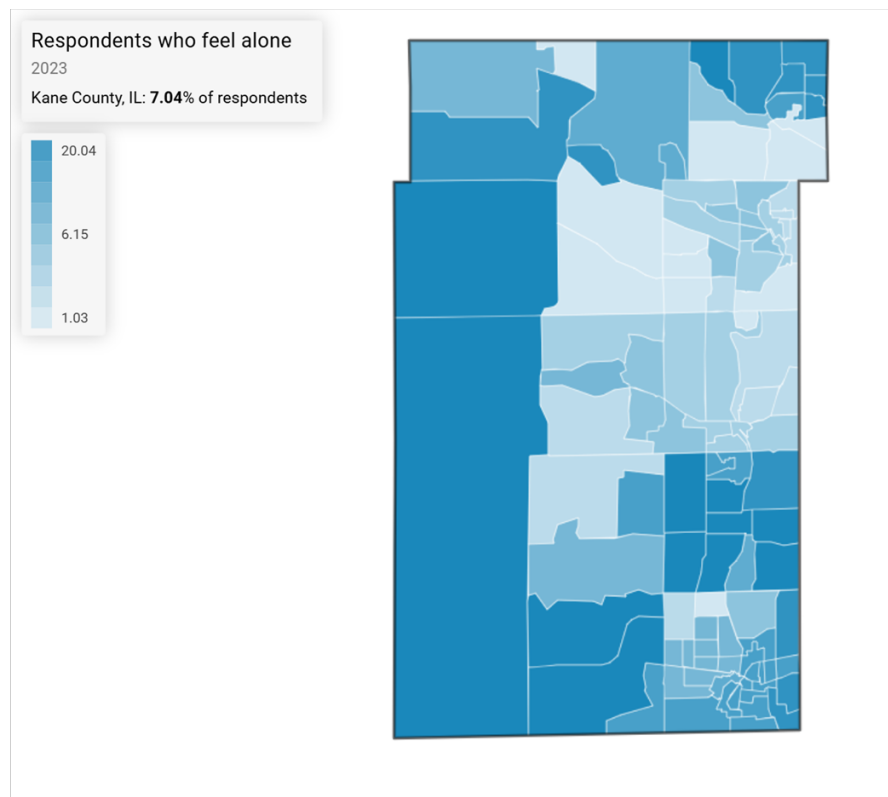 Respondents who feel alone
2023
Kane County, IL: 7.04% of respondents
20.04
6.15
1.03